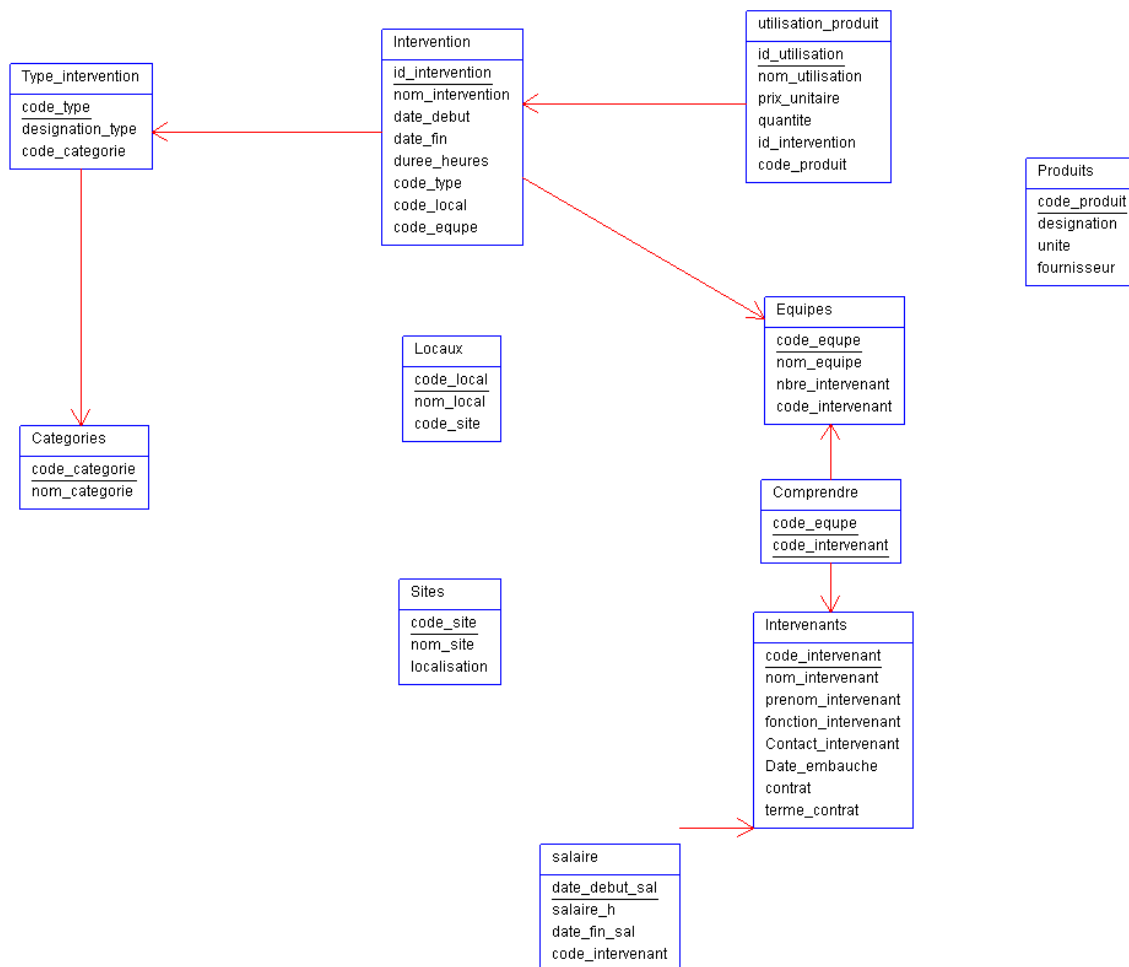 Type_intervention
code_type
designation_type
code_categorie
Intervention
id_intervention
nom_intervention
date_debut
date_fin
duree_heures
code_type
code_local
code_equpe
utilisation_produit
id_utilisation
nom_utilisation
prix_unitaire
quantite
id_intervention
code_produit
Produits
code_produit
designation
unite
fournisseur
Equipes
code_equpe
nom_equipe
nbre_intervenant
code_intervenant
Locaux
code_local
nom_local
code_site
Categories
code_categorie
nom_categorie
Comprendre
code_equpe
code_intervenant
Sites
code_site
nom_site
localisation
Intervenants
code_intervenant
nom_intervenant
prenom_intervenant
fonction_intervenant
Contact_intervenant
Date_embauche
contrat
terme_contrat
salaire
date_debut_sal
salaire_h
date_fin_sal
code_intervenant